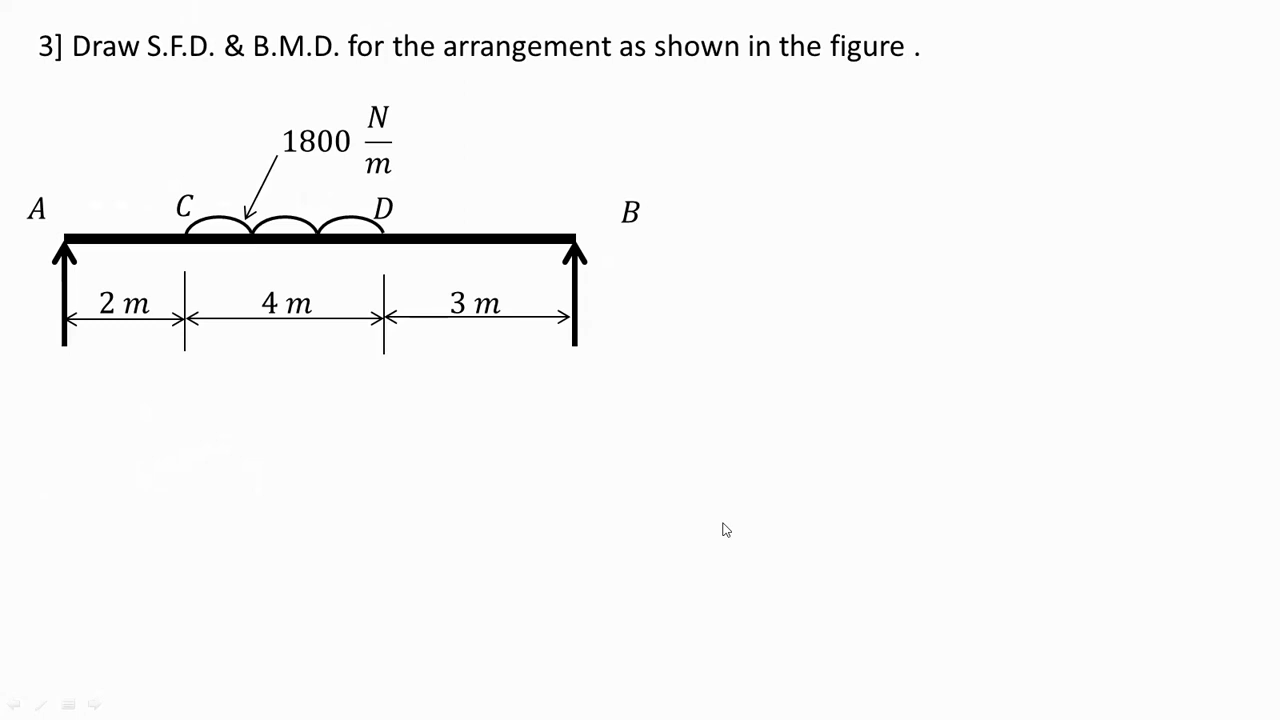 3] Draw S.F.D. & B.M.D. for the arrangement as shown in the figure .
1800 N/m
A C D B
2 m 4 m 3 m